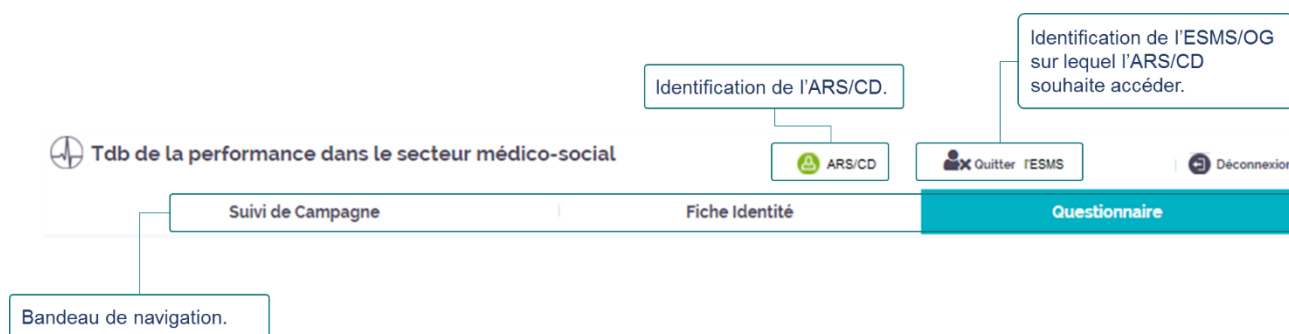 Identification de l'ESMS/OG
sur lequel l'ARS/CD
souhaite accéder.
Identification de l'ARS/CD.
Tdb de la performance dans le secteur médico-social
ARS/CD
Quitter l'ESMS
Déconnexion
Suivi de Campagne
Fiche Identité
Questionnaire
Bandeau de navigation.